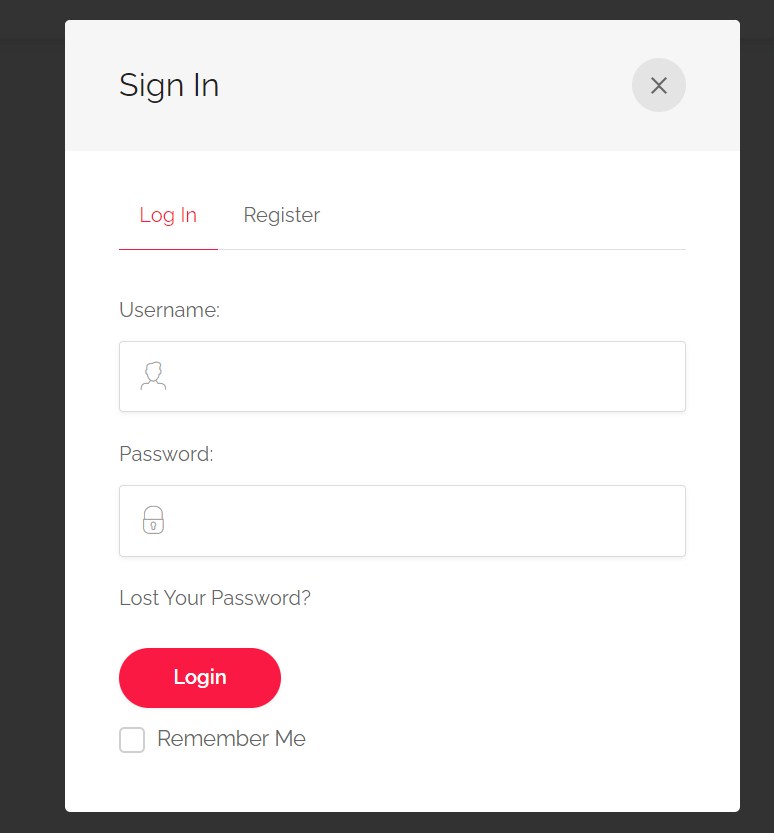 Sign In
Log In Register
Username:
Password:
Lost Your Password?
Login
Remember Me